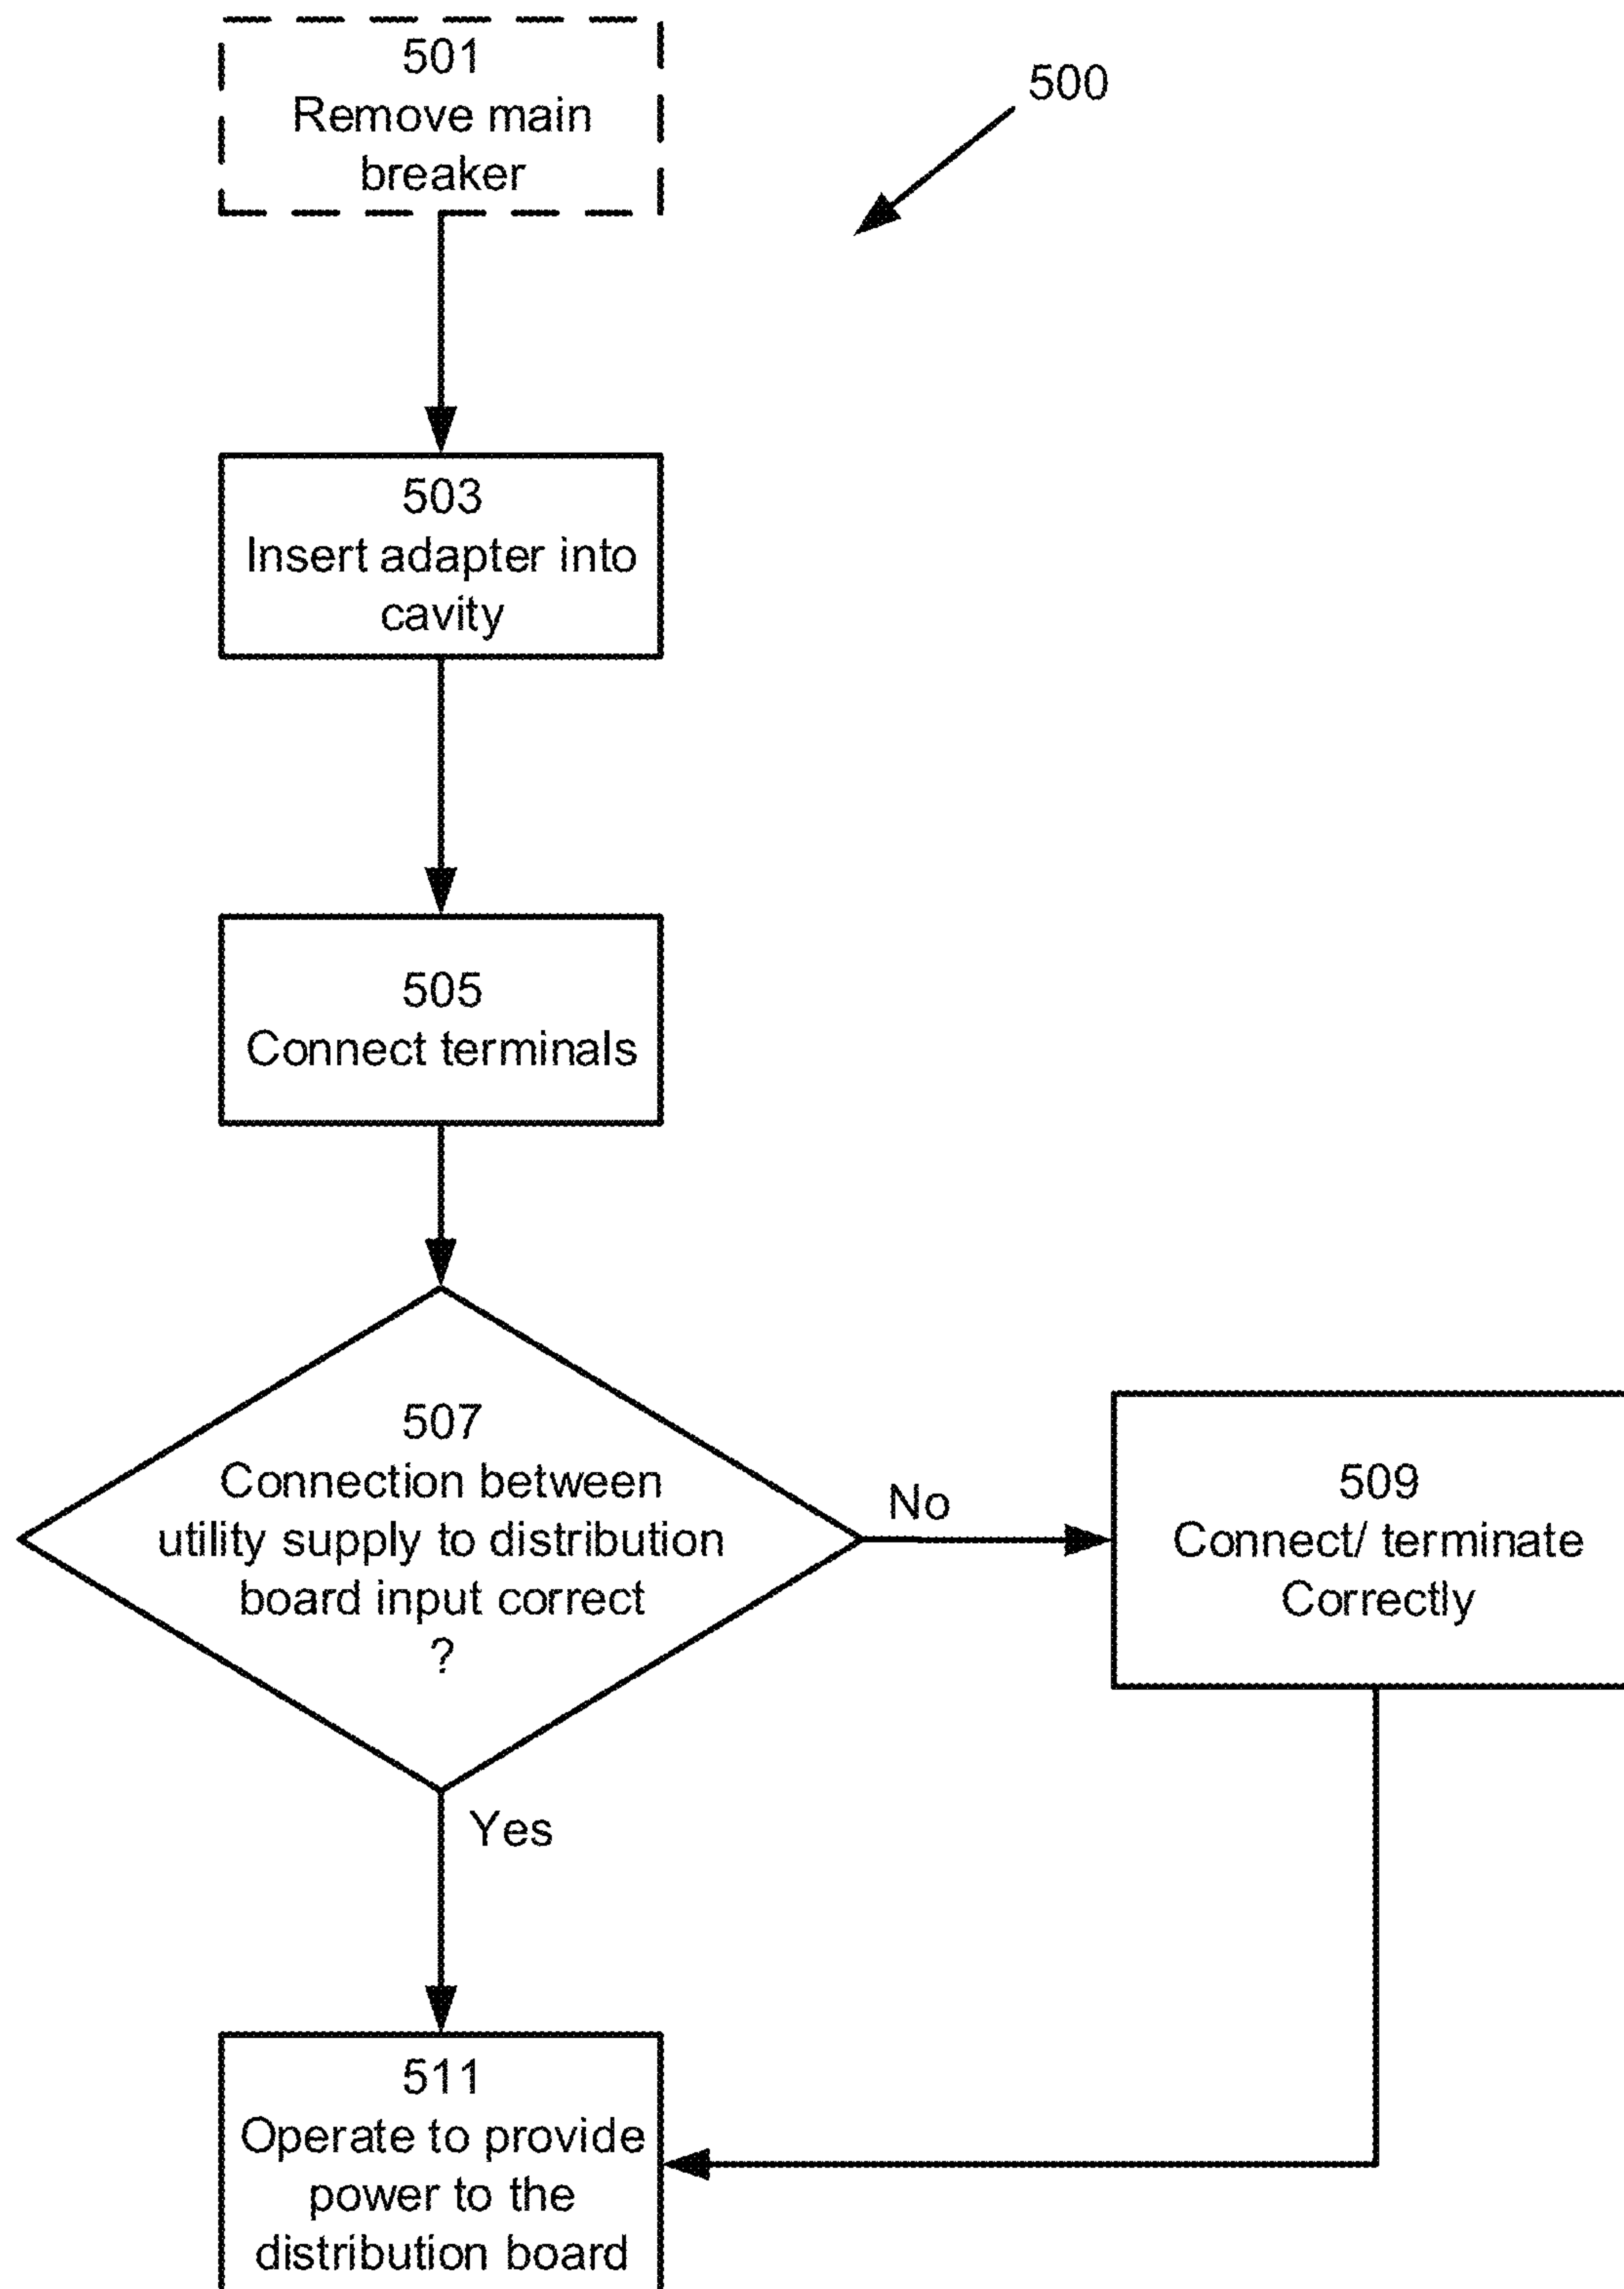 501
Remove main
breaker
500
503
Insert adapter into
cavity
505
Connect terminals
507
Connection between
utility supply to distribution
board input correct
?
No
509
Connect/ terminate
Correctly
Yes
511
Operate to provide
power to the
distribution board